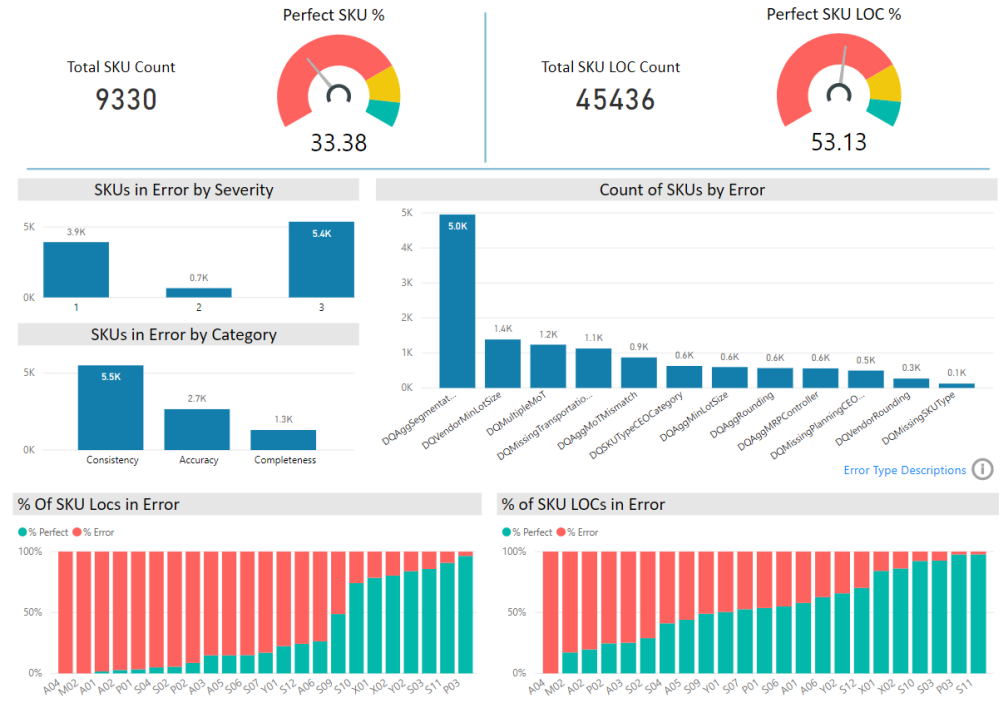 Perfect SKU %
Perfect SKU LOC %
Total SKU Count
9330
33.38
Total SKU LOC Count
45436
53.13
SKUs in Error by Severity
5K
0K
3.9K
0.7K
5.4K
1 2 3
SKUs in Error by Category
5K
0K
5.5K
2.7K
1.3K
Consistency Accuracy Completeness
Count of SKUs by Error
5K
4K
3K
2K
1K
0K
5.0K
1.4K
1.2K
1.1K
0.9K
0.6K
0.6K
0.6K
0.6K
0.5K
0.3K
0.1K
DQAggSegmentat...
DQVendorMinLotSize
DQMultipleMoT
DQMissingTransportatio...
DQAggMoTMismatch
DQSKUTypeCEOCategory
DQAggMinLotSize
DQAggRounding
DQAggMRPController
DQMissingPlanningCEO...
DQVendorRounding
DQMissingSKUType
Error Type Descriptions
% Of SKU Locs in Error
% Perfect % Error
100%
50%
0%
A04 M02 A01 A02 P01 S04 S02 P02 A03 A05 S06 S07 Y01 S12 A06 S09 S10 X01 X02 Y02 S03 S11 P03
% of SKU LOCs in Error
% Perfect % Error
100%
50%
0%
A04 M02 A02 P02 A03 S02 S04 A05 S09 Y01 S07 P01 S06 A01 A06 Y02 S12 X01 X02 S10 S03 P03 S11